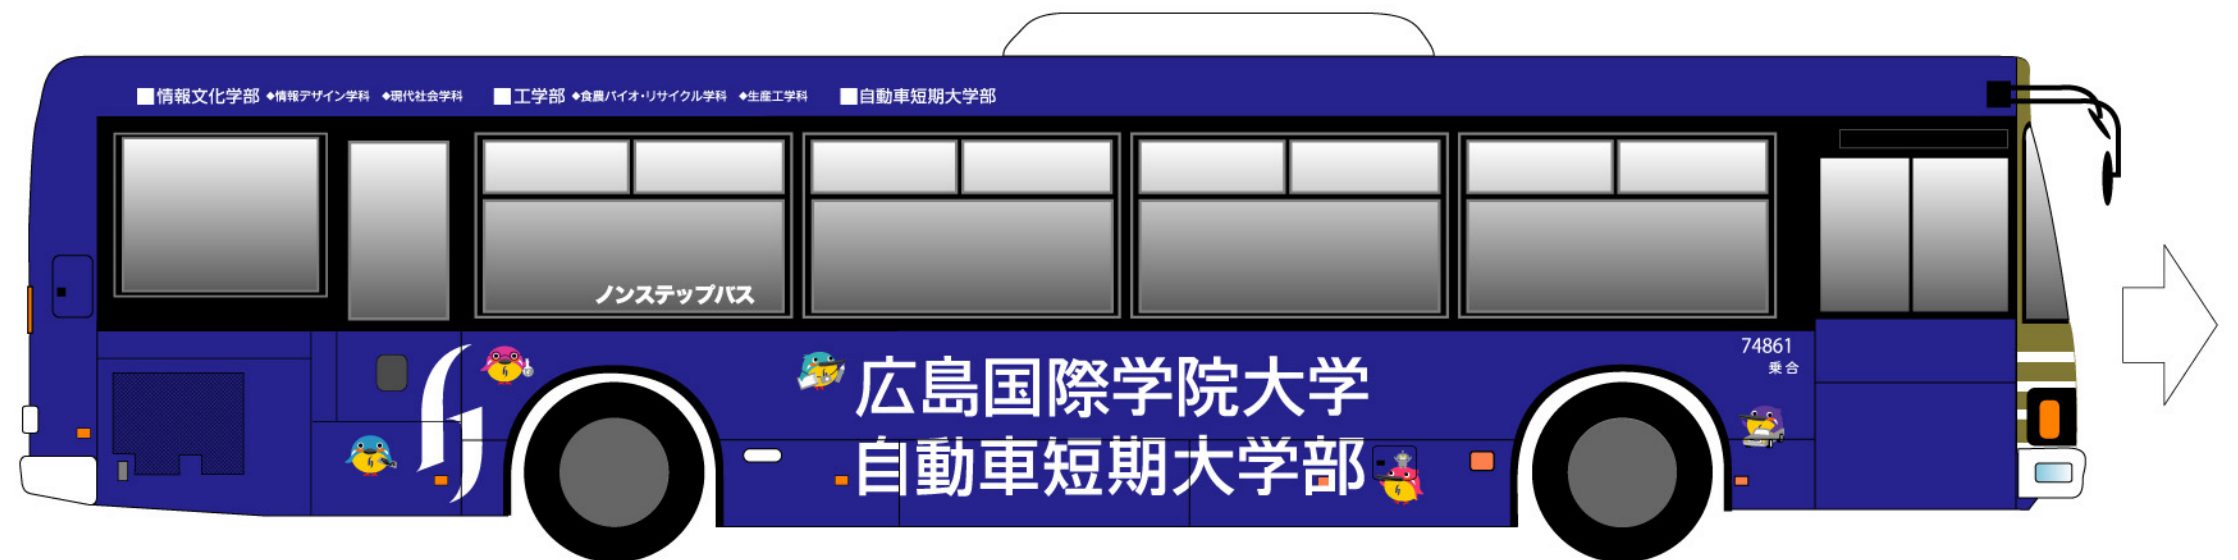 ■情報文化学部 ◆情報デザイン学科 ◆現代社会学科 ■工学部 ◆食農バイオ・リサイクル学科 ◆生産工学科 ■自動車短期大学部
ノンステップバス
74861
乗合
広島国際学院大学
自動車短期大学部